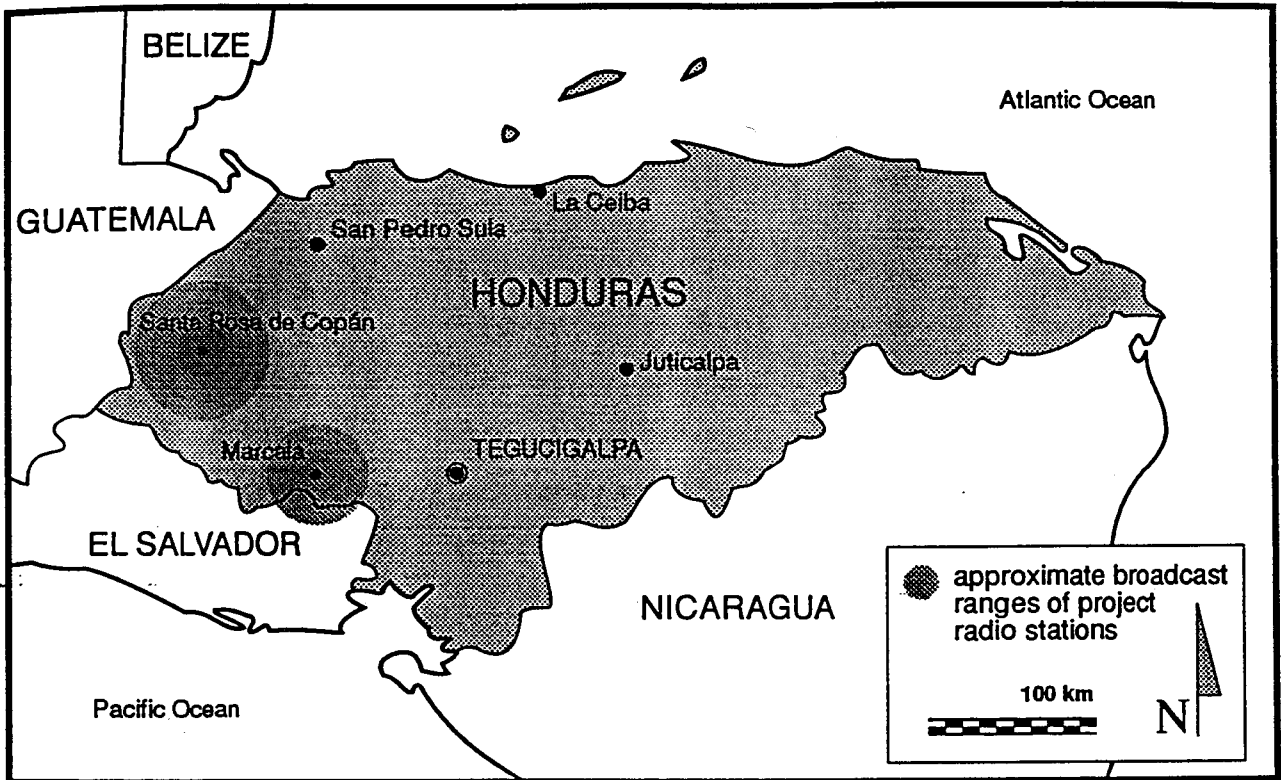 BELIZE
Atlantic Ocean
GUATEMALA
La Ceiba
San Pedro Sula
HONDURAS
Santa Rosa de Copán
Juticalpa
Marcala
TEGUCIGALPA
EL SALVADOR
NICARAGUA
Pacific Ocean
approximate broadcast
ranges of project
radio stations
100 km
N